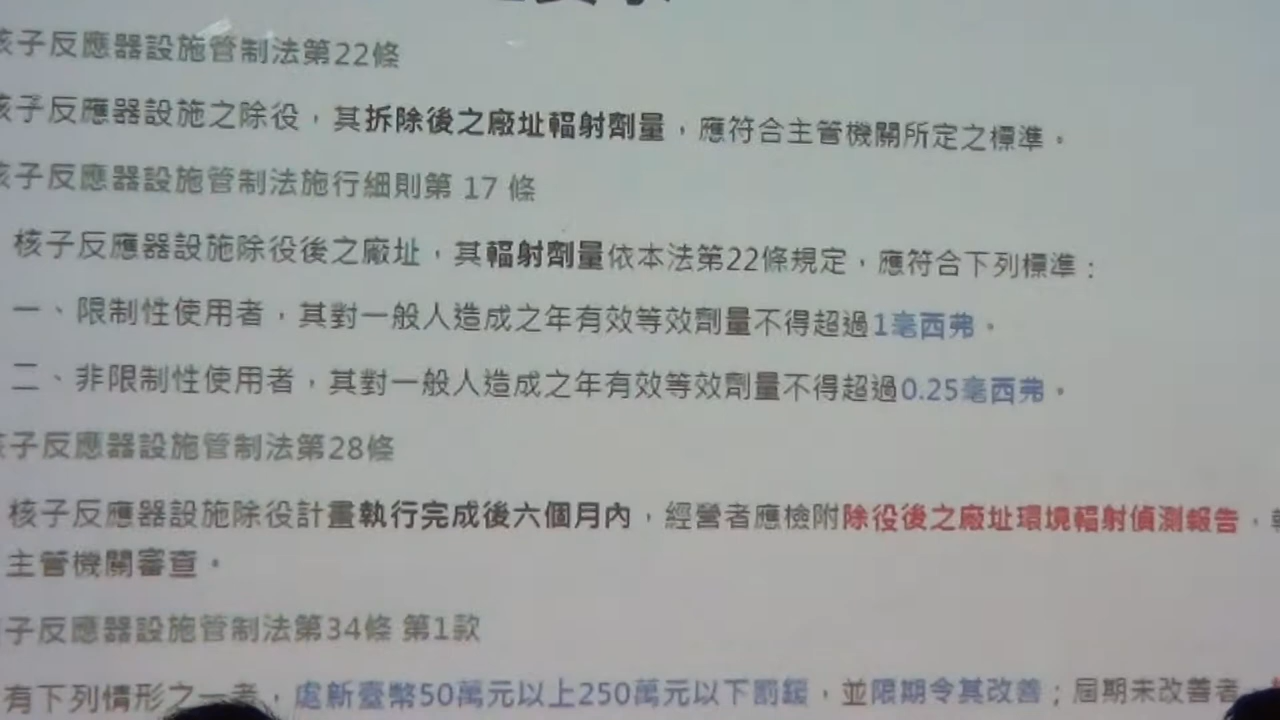 核子反應器設施管制法第22條
核子反應器設施之除役，其拆除後之廠址輻射劑量，應符合主管機關所定之標準。
核子反應器設施管制法施行細則第 17 條
核子反應器設施除役後之廠址，其輻射劑量依本法第22條規定，應符合下列標準：
一、限制性使用者，其對一般人造成之年有效等效劑量不得超過1毫西弗。
二、非限制性使用者，其對一般人造成之年有效等效劑量不得超過0.25毫西弗。
子反應器設施管制法第28條
核子反應器設施除役計畫執行完成後六個月內，經營者應檢附除役後之廠址環境輻射偵測報告，
主管機關審查。
子反應器設施管制法第34條 第1款
有下列情形之一者，處新臺幣50萬元以上250萬元以下罰鍰，並限期令其改善；屆期未改善者